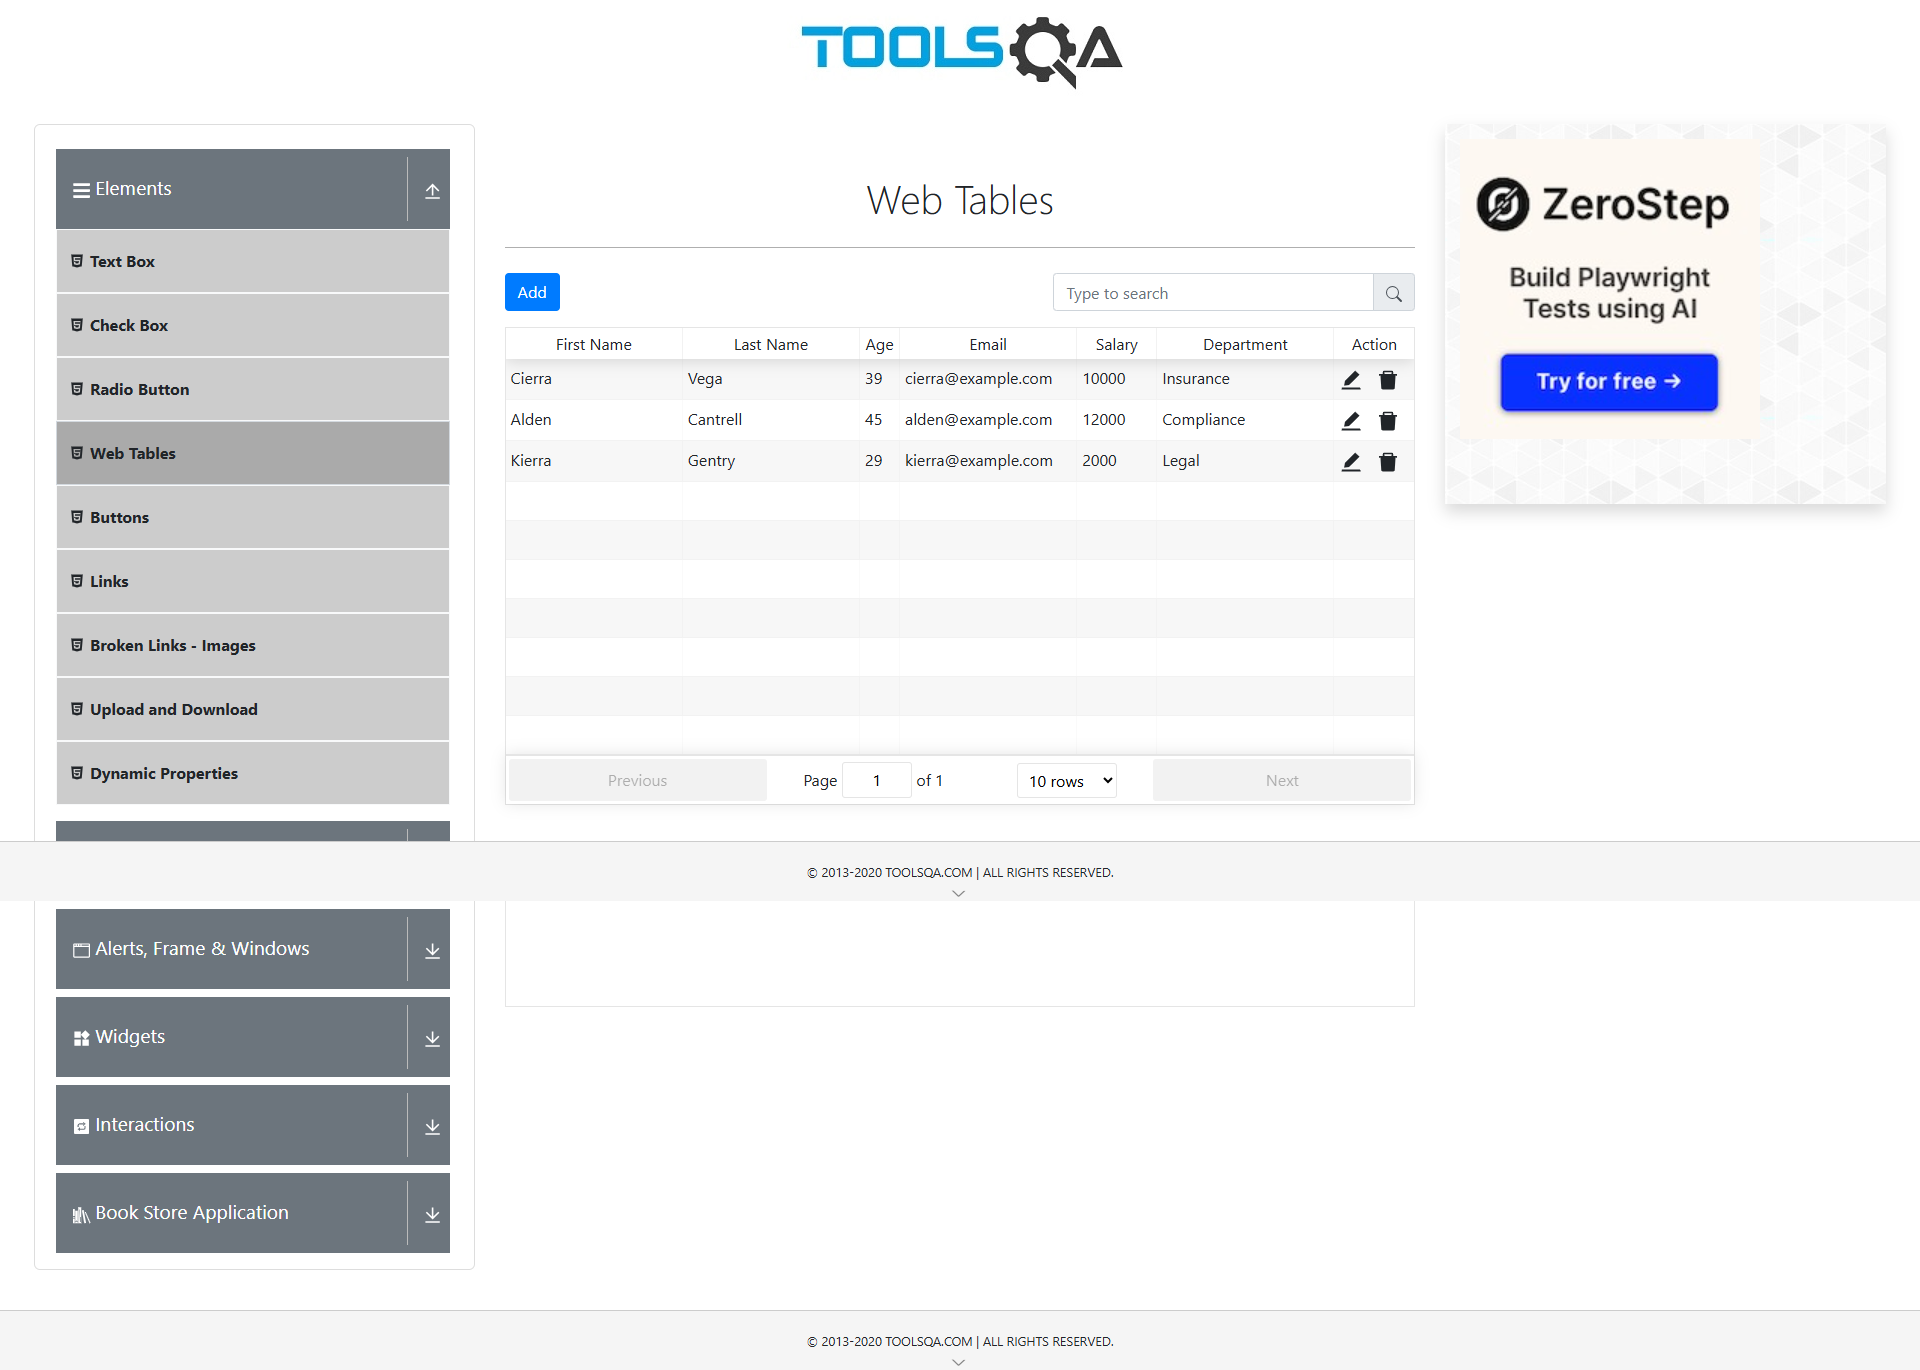 TOOLSQA
Elements
Text Box
Check Box
Radio Button
Web Tables
Buttons
Links
Broken Links - Images
Upload and Download
Dynamic Properties
Web Tables
Add
Type to search
First Name Last Name Age Email Salary Department Action
Cierra Vega 39 cierra@example.com 10000 Insurance
Alden Cantrell 45 alden@example.com 12000 Compliance
Kierra Gentry 29 kierra@example.com 2000 Legal
Previous Page 1 of 1 10 rows Next
ZeroStep
Build Playwright
Tests using AI
Try for free →
© 2013-2020 TOOLSQA.COM | ALL RIGHTS RESERVED.
Alerts, Frame & Windows
Widgets
Interactions
Book Store Application
© 2013-2020 TOOLSQA.COM | ALL RIGHTS RESERVED.